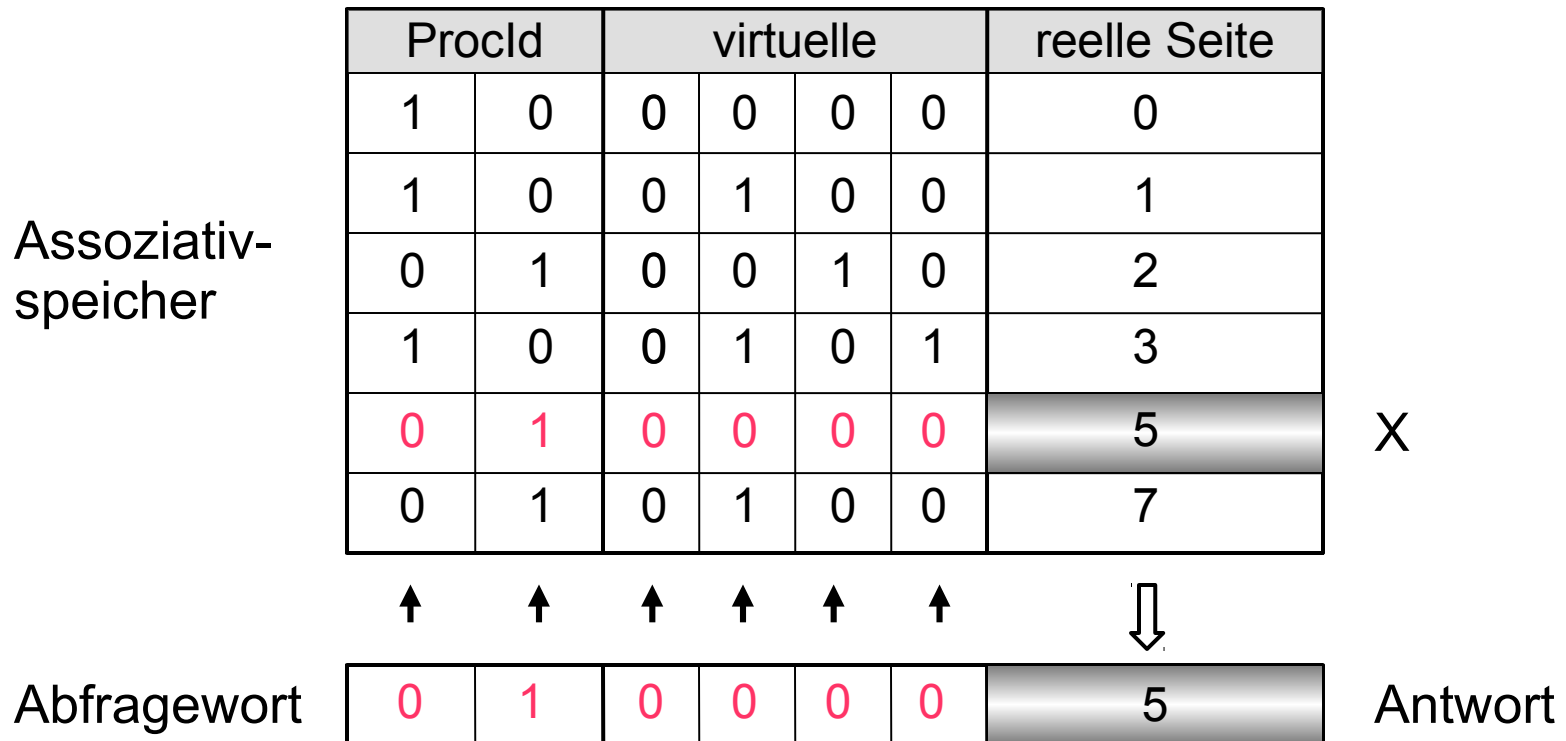 ProcId virtuelle reelle Seite
1 0 0 0 0 0 0
1 0 0 1 0 0 1
Assoziativ-
speicher
0 1 0 0 1 0 2
1 0 0 1 0 1 3
0 1 0 0 0 0 5 X
0 1 0 1 0 0 7
Abfragewort 0 1 0 0 0 0 5 Antwort